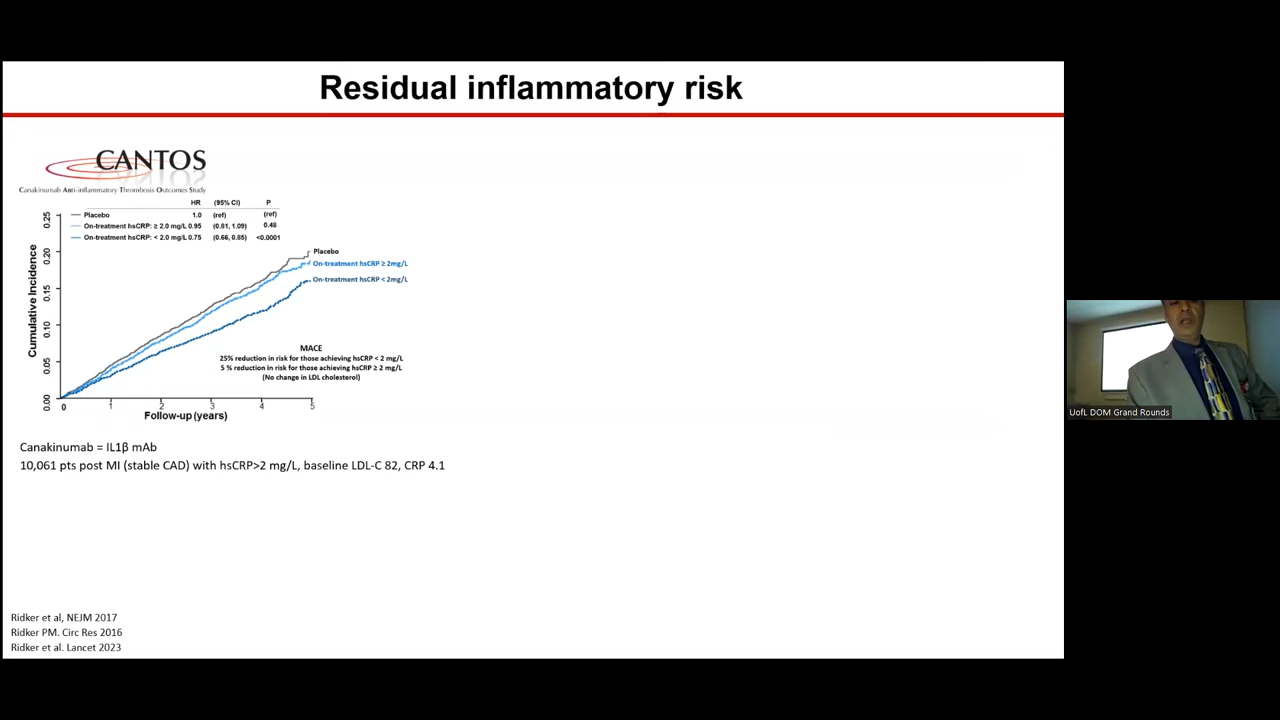 Residual inflammatory risk
CANTOS
Canakinumab Anti-inflammatory Thrombosis Outcomes Study
HR (95% CI) P
Placebo 1.0 (ref) (ref)
On-treatment hsCRP: ≥ 2.0 mg/L 0.95 (0.81, 1.09) 0.48
On-treatment hsCRP: < 2.0 mg/L 0.75 (0.66, 0.85) <0.0001
0.25
0.20
0.15
0.10
0.05
0.00
Cumulative Incidence
Placebo
On-treatment hsCRP ≥ 2mg/L
On-treatment hsCRP < 2mg/L
MACE
25% reduction in risk for those achieving hsCRP < 2 mg/L
5 % reduction in risk for those achieving hsCRP ≥ 2 mg/L
(No change in LDL cholesterol)
0 1 2 3 4 5
Follow-up (years)
Canakinumab = IL1β mAb
10,061 pts post MI (stable CAD) with hsCRP>2 mg/L, baseline LDL-C 82, CRP 4.1
Ridker et al, NEJM 2017
Ridker PM. Circ Res 2016
Ridker et al. Lancet 2023
UofL DOM Grand Rounds